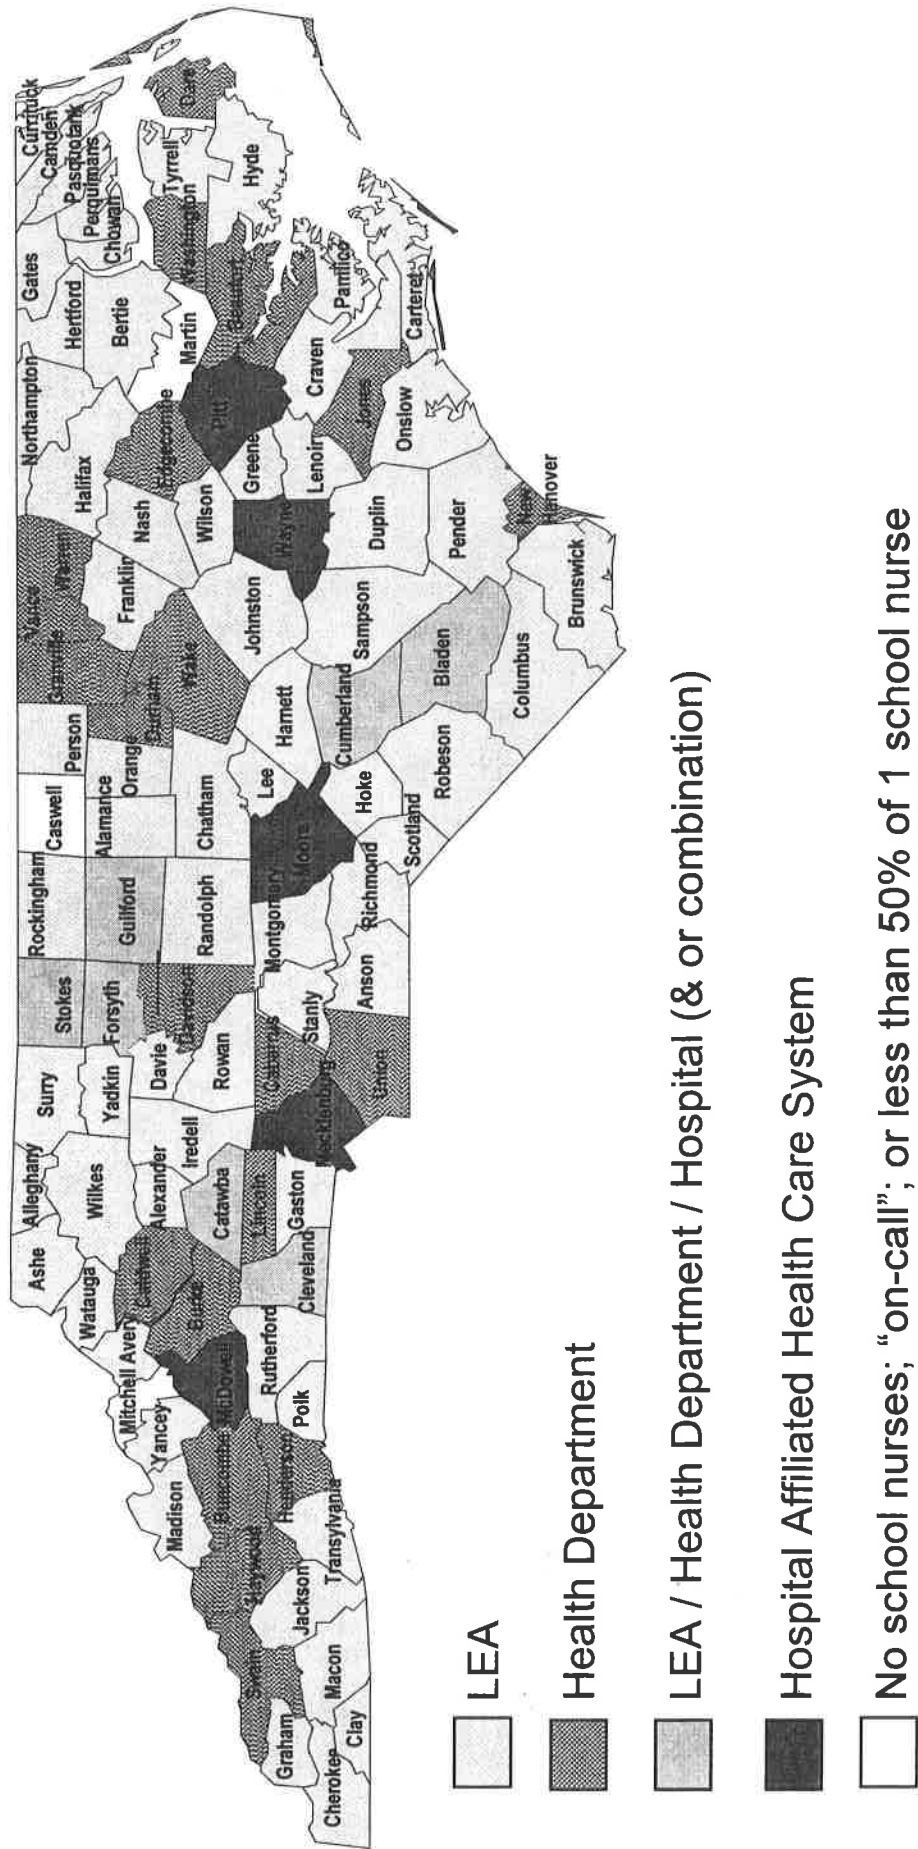 Currituck
Camden
Pasquotank
Perquimans
Chowan
Gates
Hertford
Northampton
Bertie
Halifax
Warren
Vance
Granville
Person
Caswell
Rockingham
Stokes
Surry
Alleghany
Ashe
Watauga
Wilkes
Yadkin
Forsyth
Guilford
Alamance
Orange
Durham
Franklin
Nash
Edgecombe
Martin
Washington
Tyrrell
Dare
Hyde
Beaufort
Pitt
Wilson
Wake
Chatham
Randolph
Davidson
Davie
Iredell
Alexander
Caldwell
Avery
Mitchell
Yancey
Madison
Buncombe
McDowell
Burke
Catawba
Rowan
Lincoln
Gaston
Cleveland
Rutherford
Polk
Henderson
Haywood
Transylvania
Jackson
Swain
Macon
Graham
Cherokee
Clay
Mecklenburg
Cabarrus
Union
Stanly
Anson
Montgomery
Richmond
Moore
Lee
Harnett
Johnston
Wayne
Greene
Lenoir
Craven
Pamlico
Carteret
Jones
Onslow
Duplin
Sampson
Cumberland
Hoke
Scotland
Robeson
Bladen
Pender
New
Hanover
Columbus
Brunswick
LEA
Health Department
LEA / Health Department / Hospital (& or combination)
Hospital Affiliated Health Care System
No school nurses; “on-call”; or less than 50% of 1 school nurse